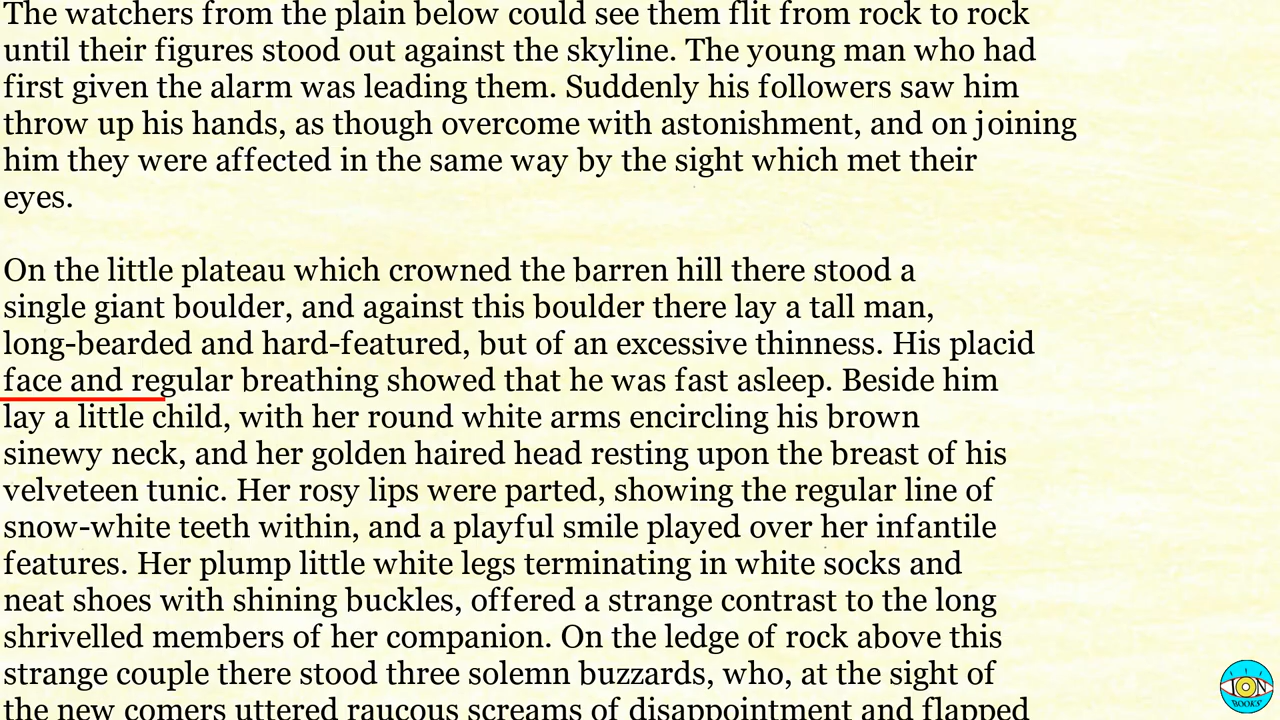 The watchers from the plain below could see them flit from rock to rock
until their figures stood out against the skyline. The young man who had
first given the alarm was leading them. Suddenly his followers saw him
throw up his hands, as though overcome with astonishment, and on joining
him they were affected in the same way by the sight which met their
eyes.
On the little plateau which crowned the barren hill there stood a
single giant boulder, and against this boulder there lay a tall man,
long-bearded and hard-featured, but of an excessive thinness. His placid
face and regular breathing showed that he was fast asleep. Beside him
lay a little child, with her round white arms encircling his brown
sinewy neck, and her golden haired head resting upon the breast of his
velveteen tunic. Her rosy lips were parted, showing the regular line of
snow-white teeth within, and a playful smile played over her infantile
features. Her plump little white legs terminating in white socks and
neat shoes with shining buckles, offered a strange contrast to the long
shrivelled members of her companion. On the ledge of rock above this
strange couple there stood three solemn buzzards, who, at the sight of
the new comers uttered raucous screams of disappointment and flapped
ION
BOOKS